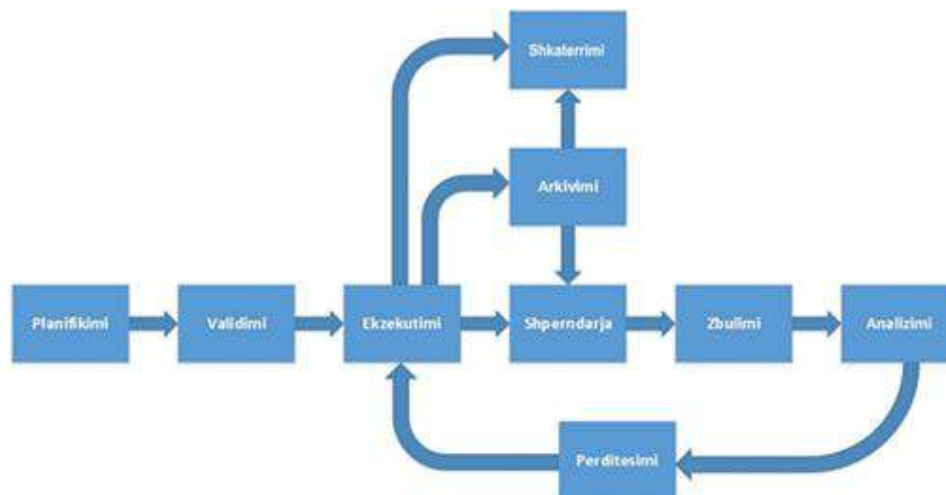 Shkaterrimi
Arkivimi
Planifikimi
Validimi
Ekzekutimi
Shperndarja
Zbulimi
Analizimi
Perditesimi